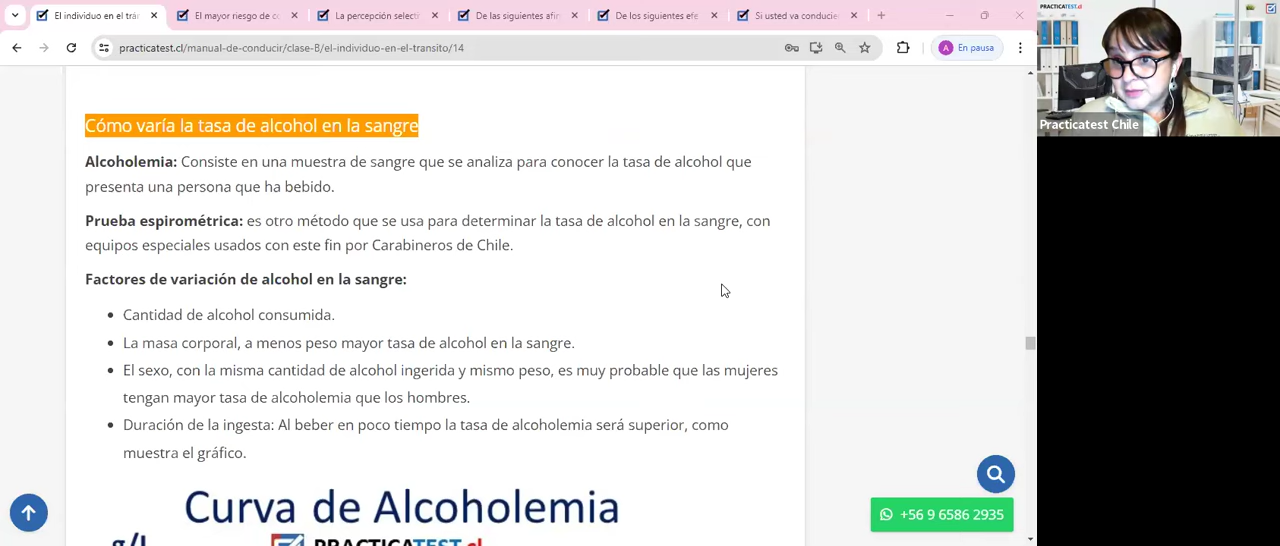 El individuo en el trán
El mayor riesgo de co
La percepción selecti
De las siguientes afir
De los siguientes efe
Si usted va conducie
practicatest.cl/manual-de-conducir/clase-B/el-individuo-en-el-transito/14
A En pausa
PRACTICATEST.cl
Practicatest Chile
Cómo varía la tasa de alcohol en la sangre
Alcoholemia: Consiste en una muestra de sangre que se analiza para conocer la tasa de alcohol que
presenta una persona que ha bebido.
Prueba espirométrica: es otro método que se usa para determinar la tasa de alcohol en la sangre, con
equipos especiales usados con este fin por Carabineros de Chile.
Factores de variación de alcohol en la sangre:
Cantidad de alcohol consumida.
La masa corporal, a menos peso mayor tasa de alcohol en la sangre.
El sexo, con la misma cantidad de alcohol ingerida y mismo peso, es muy probable que las mujeres
tengan mayor tasa de alcoholemia que los hombres.
Duración de la ingesta: Al beber en poco tiempo la tasa de alcoholemia será superior, como
muestra el gráfico.
Curva de Alcoholemia
g/L
PRACTICATEST.cl
+56 9 6586 2935